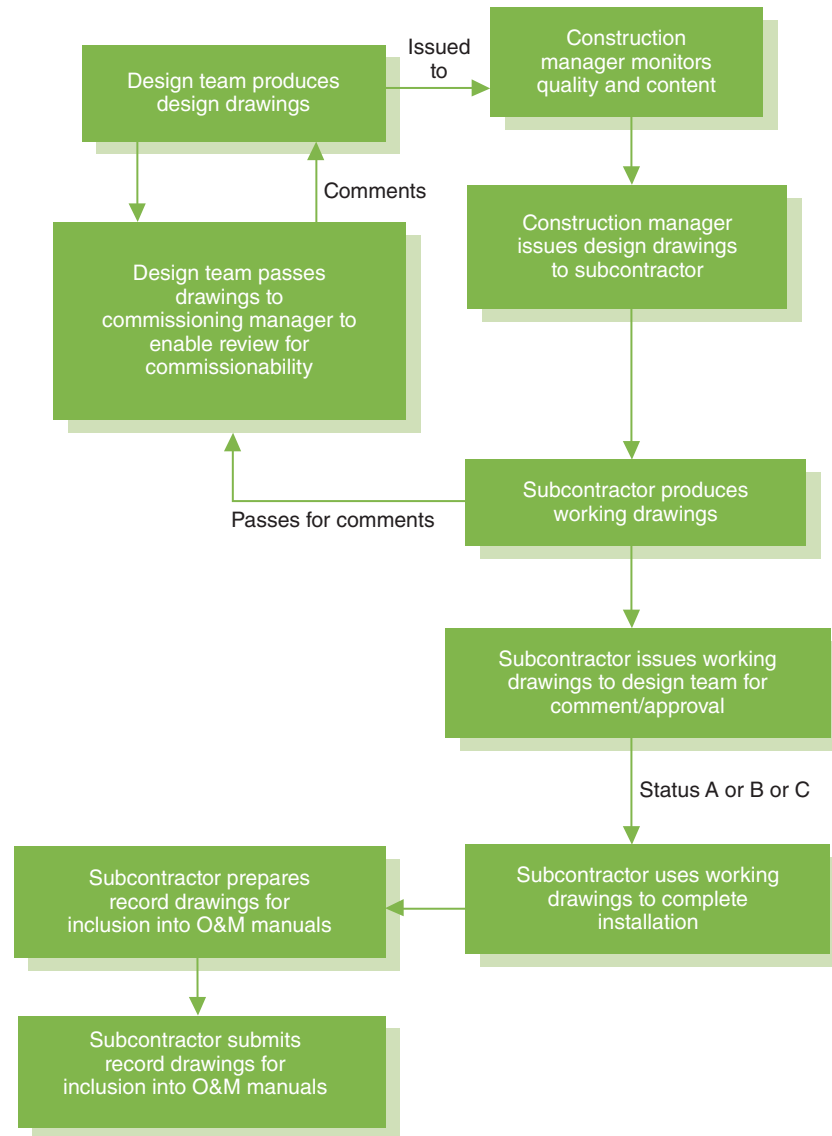 Design team produces
design drawings
Issued
to
Construction
manager monitors
quality and content
Comments
Design team passes
drawings to
commissioning manager to
enable review for
commissionability
Construction manager
issues design drawings
to subcontractor
Passes for comments
Subcontractor produces
working drawings
Subcontractor issues working
drawings to design team for
comment/approval
Status A or B or C
Subcontractor uses working
drawings to complete
installation
Subcontractor prepares
record drawings for
inclusion into O&M manuals
Subcontractor submits
record drawings for
inclusion into O&M manuals